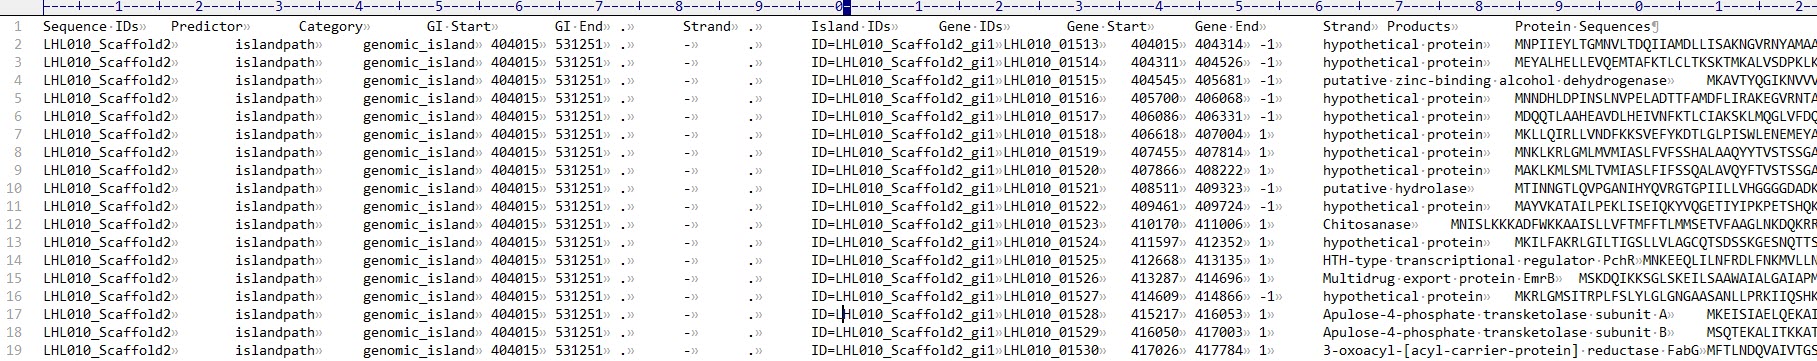 1 2 3 4 5 6 7 8 9 0 1 2 3 4 5 6 7 8 9 0 1 2
1 Sequence IDs» Predictor» Category» GI Start» GI End» .» Strand» .» Island IDs» Gene IDs» Gene Start» Gene End» Strand» Products» Protein Sequences¶
2 LHL010_Scaffold2» islandpath» genomic_island» 404015» 531251» .» -» .» ID=LHL010_Scaffold2_gi1» LHL010_01513» 404015» 404314» -1» hypothetical protein» MNPIIEYLTGMNVLTDQIIAMDLLISAKNGVRNYAMAA
3 LHL010_Scaffold2» islandpath» genomic_island» 404015» 531251» .» -» .» ID=LHL010_Scaffold2_gi1» LHL010_01514» 404311» 404526» -1» hypothetical protein» MEYALHELLEVQEMTAFKTLCLTKSKTMKALVSDPKLK
4 LHL010_Scaffold2» islandpath» genomic_island» 404015» 531251» .» -» .» ID=LHL010_Scaffold2_gi1» LHL010_01515» 404545» 405681» -1» putative zinc-binding alcohol dehydrogenase» MKAVTYQGIKNVVV
5 LHL010_Scaffold2» islandpath» genomic_island» 404015» 531251» .» -» .» ID=LHL010_Scaffold2_gi1» LHL010_01516» 405700» 406068» -1» hypothetical protein» MNNDHLDPINSLNVPELADTTFAMDFLIRAKEGVRNTA
6 LHL010_Scaffold2» islandpath» genomic_island» 404015» 531251» .» -» .» ID=LHL010_Scaffold2_gi1» LHL010_01517» 406086» 406331» -1» hypothetical protein» MDQQTLAAHEAVDLHEIVNFKTLCIAKSKLMQGLVFDQ
7 LHL010_Scaffold2» islandpath» genomic_island» 404015» 531251» .» -» .» ID=LHL010_Scaffold2_gi1» LHL010_01518» 406618» 407004» 1» hypothetical protein» MKLLQIRLLVNDFKKSVEFYKDTLGLPISWLENEMEYA
8 LHL010_Scaffold2» islandpath» genomic_island» 404015» 531251» .» -» .» ID=LHL010_Scaffold2_gi1» LHL010_01519» 407455» 407814» 1» hypothetical protein» MNKLKRLGMLMVMIASLFVFSSHALAAQYYTVSTSSGA
9 LHL010_Scaffold2» islandpath» genomic_island» 404015» 531251» .» -» .» ID=LHL010_Scaffold2_gi1» LHL010_01520» 407866» 408222» 1» hypothetical protein» MAKLKMLSMLTVMIASLFIFSSQALAVQYFTVSTSSGA
10 LHL010_Scaffold2» islandpath» genomic_island» 404015» 531251» .» -» .» ID=LHL010_Scaffold2_gi1» LHL010_01521» 408511» 409323» -1» putative hydrolase» MTINNGTLQVPGANIHYQVRGTGPIILLVHGGGGDADK
11 LHL010_Scaffold2» islandpath» genomic_island» 404015» 531251» .» -» .» ID=LHL010_Scaffold2_gi1» LHL010_01522» 409461» 409724» -1» hypothetical protein» MAYVKATAILPEKLISEIQKYVQGETIYIPKPETSHQK
12 LHL010_Scaffold2» islandpath» genomic_island» 404015» 531251» .» -» .» ID=LHL010_Scaffold2_gi1» LHL010_01523» 410170» 411006» 1» Chitosanase» MNISLKKKADFWKKAAISLLVFTMFFTLMMSETVFAAGLNKDQKRR
13 LHL010_Scaffold2» islandpath» genomic_island» 404015» 531251» .» -» .» ID=LHL010_Scaffold2_gi1» LHL010_01524» 411597» 412352» 1» hypothetical protein» MKILFAKRLGILTIGSLLVLAGCQTSDSSKGESNQTTS
14 LHL010_Scaffold2» islandpath» genomic_island» 404015» 531251» .» -» .» ID=LHL010_Scaffold2_gi1» LHL010_01525» 412668» 413135» 1» HTH-type transcriptional regulator PchR» MNKEEQLILNFRDLFNKMVLLN
15 LHL010_Scaffold2» islandpath» genomic_island» 404015» 531251» .» -» .» ID=LHL010_Scaffold2_gi1» LHL010_01526» 413287» 414696» 1» Multidrug export protein EmrB» MSKDQIKKSGLSKEILSAAWAIALGAIAPM
16 LHL010_Scaffold2» islandpath» genomic_island» 404015» 531251» .» -» .» ID=LHL010_Scaffold2_gi1» LHL010_01527» 414609» 414866» -1» hypothetical protein» MKRLGMSITRPLFSLYLGLGNGAASANLLPRKIIQSHK
17 LHL010_Scaffold2» islandpath» genomic_island» 404015» 531251» .» -» .» ID=LHL010_Scaffold2_gi1» LHL010_01528» 415217» 416053» 1» Apulose-4-phosphate transketolase subunit A» MKEISIAELQEKAI
18 LHL010_Scaffold2» islandpath» genomic_island» 404015» 531251» .» -» .» ID=LHL010_Scaffold2_gi1» LHL010_01529» 416050» 417003» 1» Apulose-4-phosphate transketolase subunit B» MSQTEKALITKKAT
19 LHL010_Scaffold2» islandpath» genomic_island» 404015» 531251» .» -» .» ID=LHL010_Scaffold2_gi1» LHL010_01530» 417026» 417784» 1» 3-oxoacyl-[acyl-carrier-protein] reductase FabG» MFTLNDQVAIVTGS